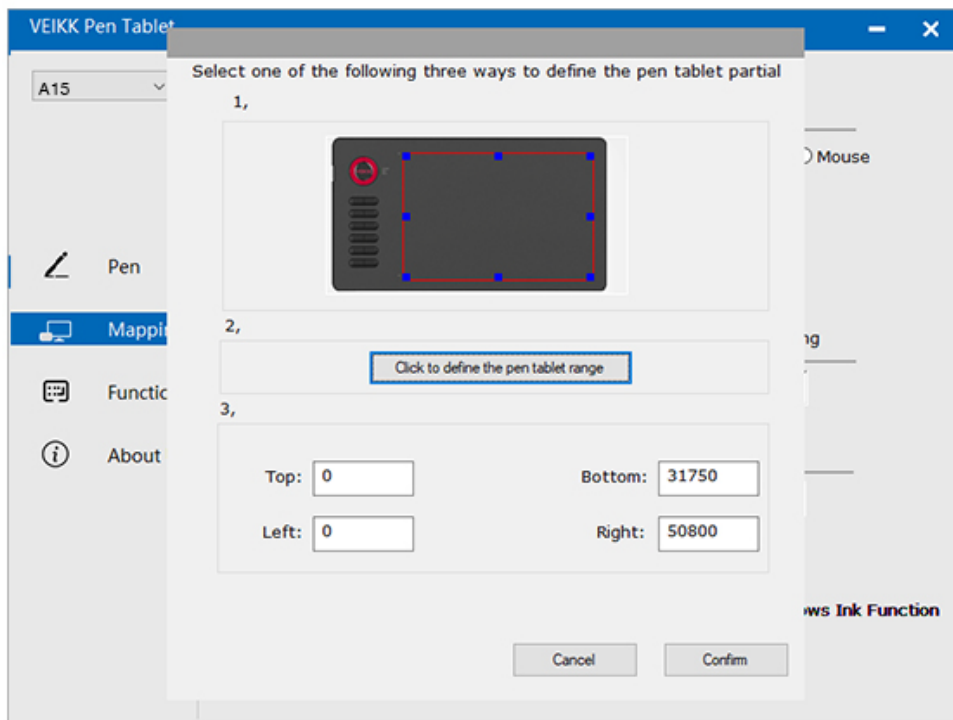 VEIKK Pen Tablet
Select one of the following three ways to define the pen tablet partial
A15
1,
Mouse
Pen
2,
Mappi
ng
Click to define the pen tablet range
Functio
3,
About
Top: 0
Bottom: 31750
Left: 0
Right: 50800
ows Ink Function
Cancel
Confirm